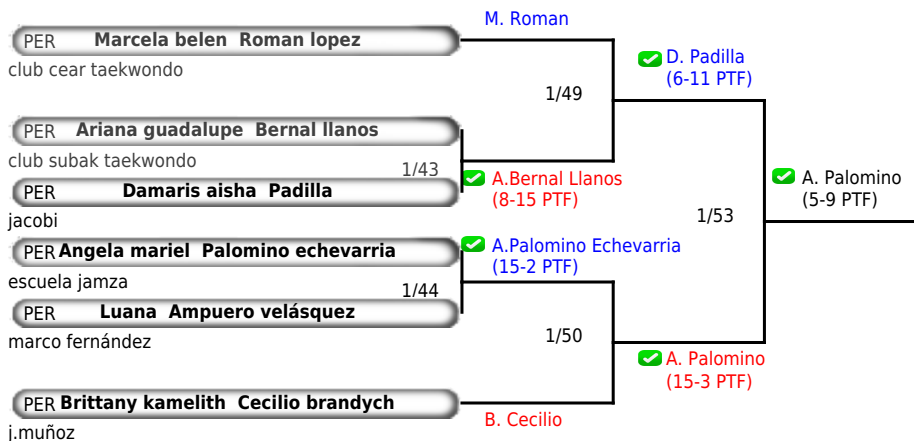 M. Roman
PER Marcela belen Roman lopez
club cear taekwondo
D. Padilla
(6-11 PTF)
1/49
PER Ariana guadalupe Bernal llanos
club subak taekwondo
1/43
A.Bernal Llanos
(8-15 PTF)
PER Damaris aisha Padilla
jacobi
A. Palomino
(5-9 PTF)
1/53
PER Angela mariel Palomino echevarria
escuela jamza
A.Palomino Echevarria
(15-2 PTF)
1/44
PER Luana Ampuero velásquez
marco fernández
1/50
A. Palomino
(15-3 PTF)
PER Brittany kamelith Cecilio brandych
j.muñoz
B. Cecilio